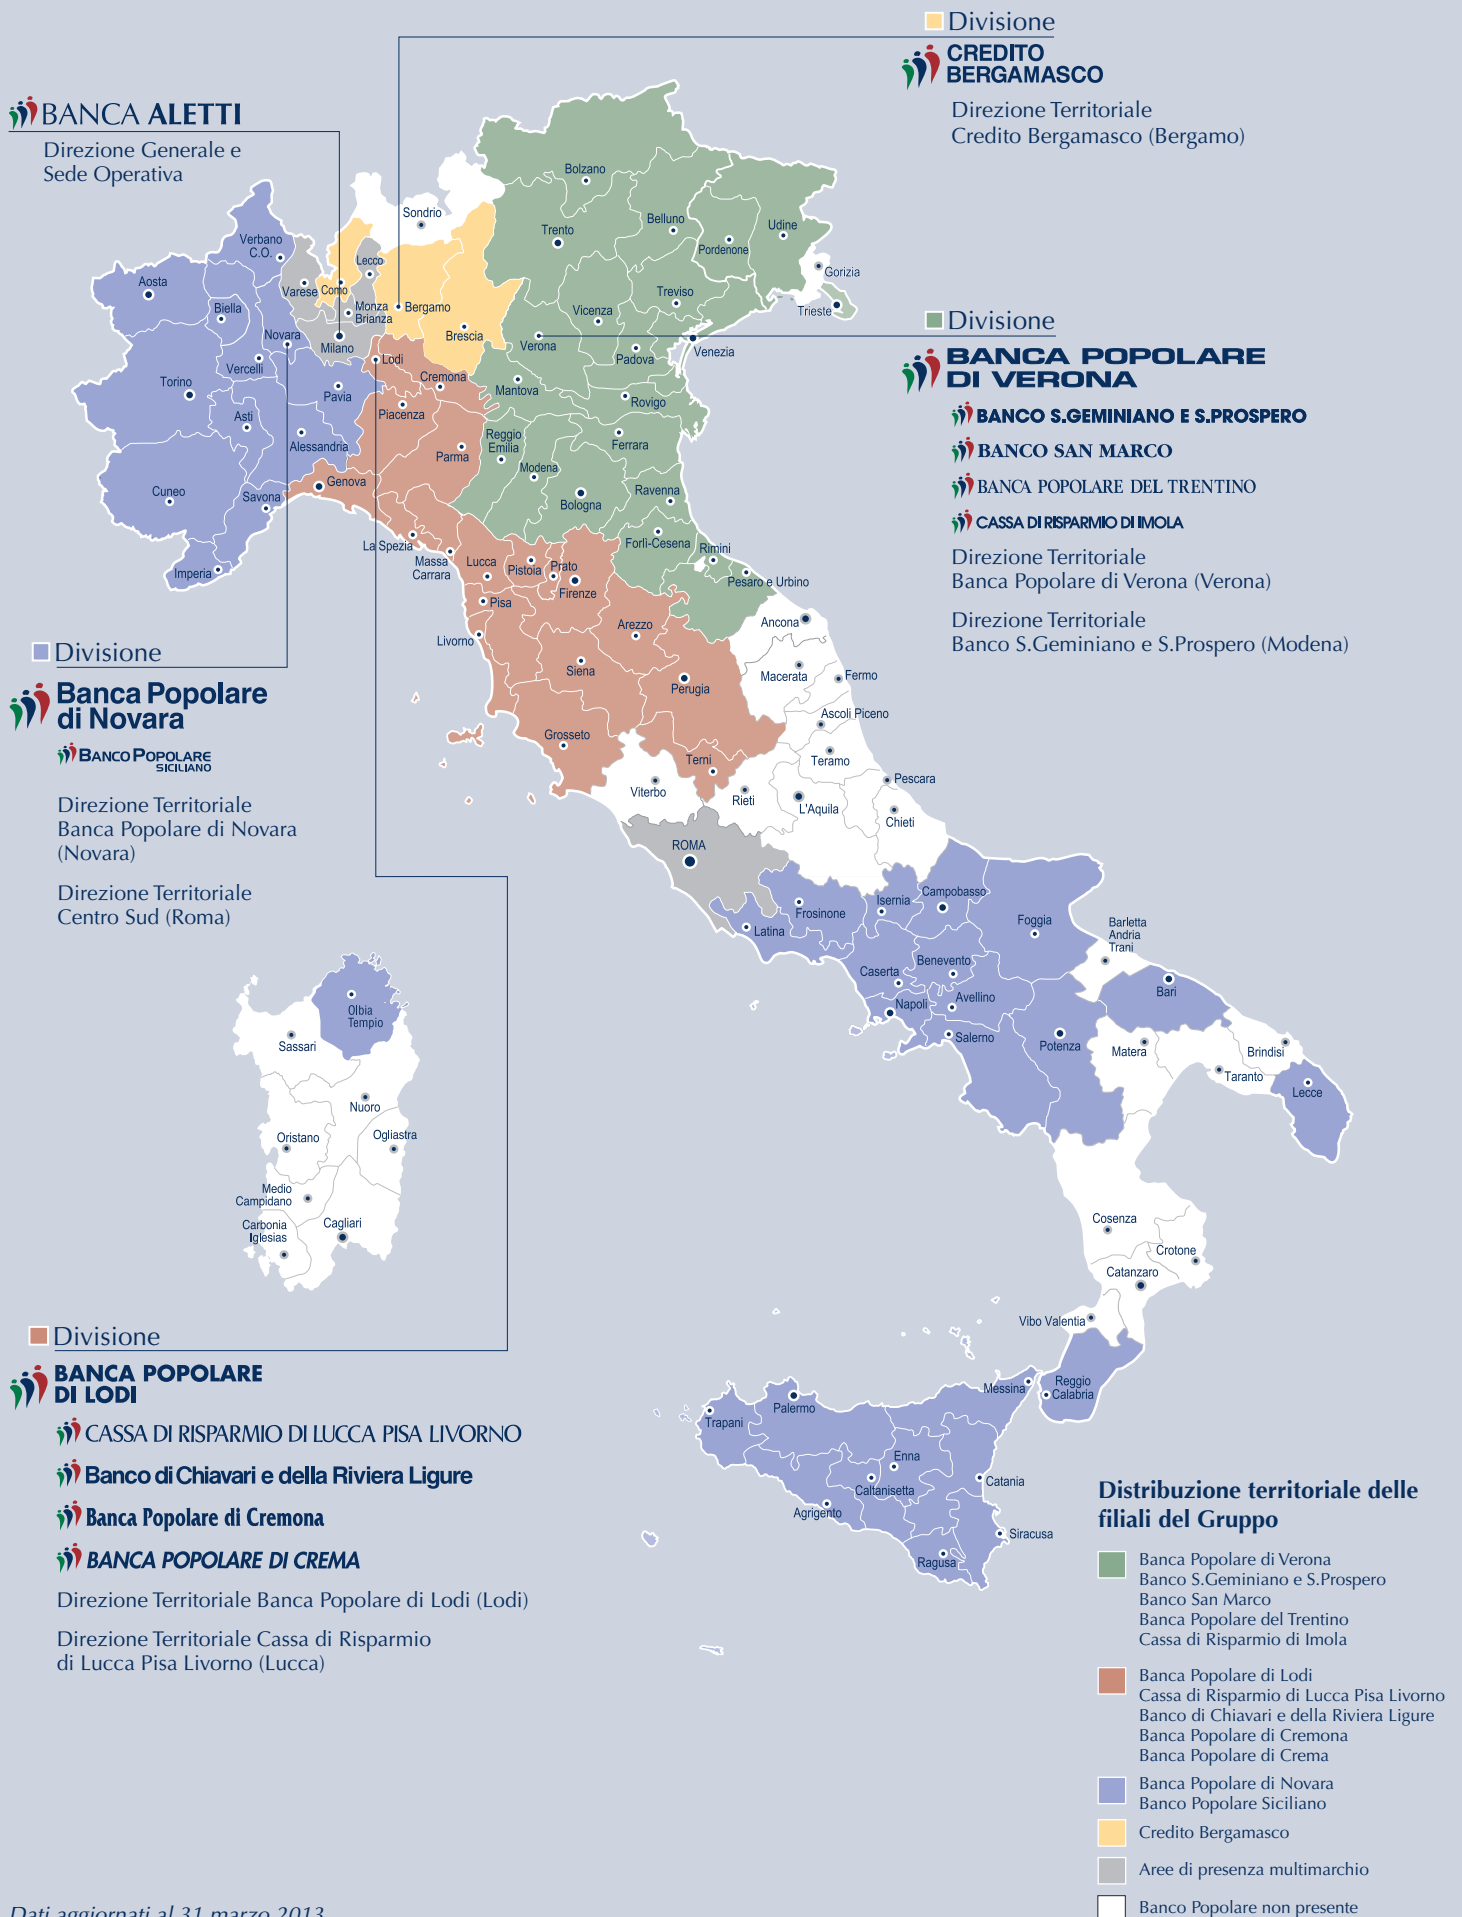 Divisione
CREDITO
BERGAMASCO
Direzione Territoriale
Credito Bergamasco (Bergamo)
BANCA ALETTI
Direzione Generale e
Sede Operativa
Bolzano
Sondrio
Trento
Belluno
Udine
Pordenone
Verbano
C.O.
Lecco
Gorizia
Aosta
Varese
Como
Treviso
Biella
Monza
Brianza
Bergamo
Vicenza
Trieste
Novara
Milano
Brescia
Verona
Padova
Venezia
Vercelli
Lodi
Torino
Pavia
Cremona
Mantova
Rovigo
Asti
Piacenza
Alessandria
Reggio
Emilia
Ferrara
Parma
Modena
Cuneo
Savona
Genova
Bologna
Ravenna
La Spezia
Massa
Carrara
Lucca
Pistoia
Prato
Firenze
Forlì-Cesena
Rimini
Imperia
Pesaro e Urbino
Pisa
Livorno
Arezzo
Ancona
Siena
Perugia
Macerata
Fermo
Ascoli Piceno
Grosseto
Terni
Teramo
Viterbo
Rieti
L'Aquila
Pescara
Chieti
ROMA
Frosinone
Isernia
Campobasso
Latina
Foggia
Barletta
Andria
Trani
Caserta
Benevento
Bari
Napoli
Avellino
Salerno
Potenza
Matera
Brindisi
Taranto
Lecce
Olbia
Tempio
Sassari
Nuoro
Oristano
Ogliastra
Medio
Campidano
Carbonia
Iglesias
Cagliari
Cosenza
Crotone
Catanzaro
Vibo Valentia
Reggio
Calabria
Messina
Trapani
Palermo
Enna
Caltanisetta
Catania
Agrigento
Siracusa
Ragusa
Divisione
BANCA POPOLARE
DI VERONA
BANCO S.GEMINIANO E S.PROSPERO
BANCO SAN MARCO
BANCA POPOLARE DEL TRENTINO
CASSA DI RISPARMIO DI IMOLA
Direzione Territoriale
Banca Popolare di Verona (Verona)
Direzione Territoriale
Banco S.Geminiano e S.Prospero (Modena)
Divisione
Banca Popolare
di Novara
BANCO POPOLARE
SICILIANO
Direzione Territoriale
Banca Popolare di Novara
(Novara)
Direzione Territoriale
Centro Sud (Roma)
Divisione
BANCA POPOLARE
DI LODI
CASSA DI RISPARMIO DI LUCCA PISA LIVORNO
Banco di Chiavari e della Riviera Ligure
Banca Popolare di Cremona
BANCA POPOLARE DI CREMA
Direzione Territoriale Banca Popolare di Lodi (Lodi)
Direzione Territoriale Cassa di Risparmio
di Lucca Pisa Livorno (Lucca)
Distribuzione territoriale delle
filiali del Gruppo
Banca Popolare di Verona
Banco S.Geminiano e S.Prospero
Banco San Marco
Banca Popolare del Trentino
Cassa di Risparmio di Imola
Banca Popolare di Lodi
Cassa di Risparmio di Lucca Pisa Livorno
Banco di Chiavari e della Riviera Ligure
Banca Popolare di Cremona
Banca Popolare di Crema
Banca Popolare di Novara
Banco Popolare Siciliano
Credito Bergamasco
Aree di presenza multimarchio
Banco Popolare non presente
Dati aggiornati al 31 marzo 2013